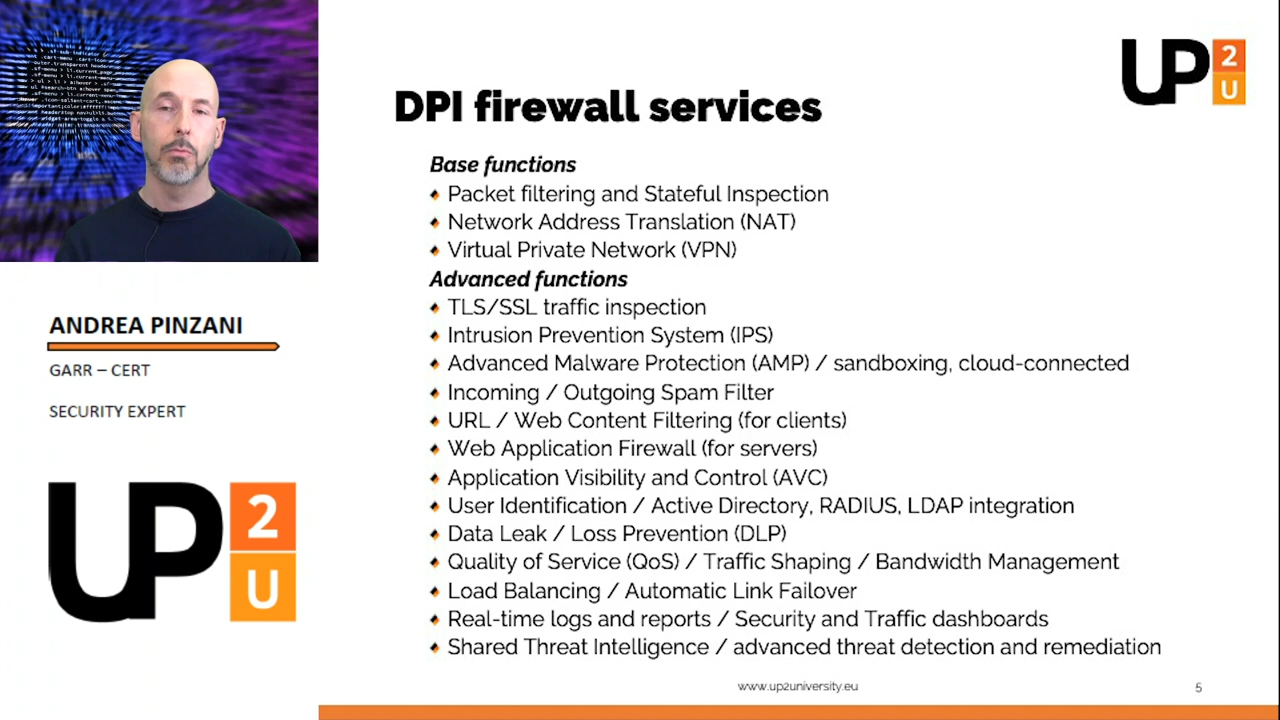 UP2U
DPI firewall services
Base functions
Packet filtering and Stateful Inspection
Network Address Translation (NAT)
Virtual Private Network (VPN)
Advanced functions
TLS/SSL traffic inspection
Intrusion Prevention System (IPS)
Advanced Malware Protection (AMP) / sandboxing, cloud-connected
Incoming / Outgoing Spam Filter
URL / Web Content Filtering (for clients)
Web Application Firewall (for servers)
Application Visibility and Control (AVC)
User Identification / Active Directory, RADIUS, LDAP integration
Data Leak / Loss Prevention (DLP)
Quality of Service (QoS) / Traffic Shaping / Bandwidth Management
Load Balancing / Automatic Link Failover
Real-time logs and reports / Security and Traffic dashboards
Shared Threat Intelligence / advanced threat detection and remediation
ANDREA PINZANI
GARR – CERT
SECURITY EXPERT
UP2U
www.up2university.eu
5